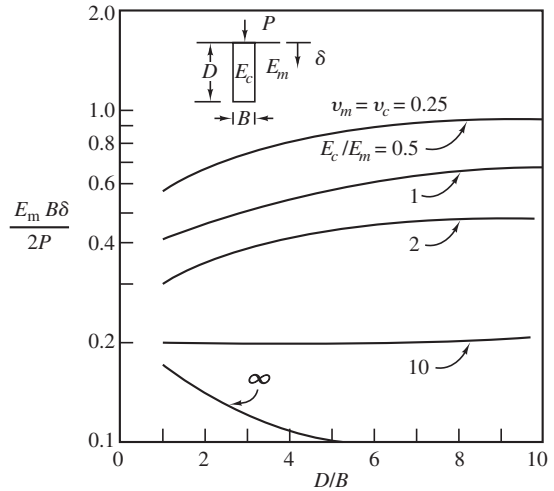 2.0
P
D
E_c
E_m
δ
B
1.0
0.8
0.6
0.4
0.2
0.1
υ_m = υ_c = 0.25
E_c/E_m = 0.5
1
2
10
∞
E_m Bδ
2P
0
2
4
6
8
10
D/B